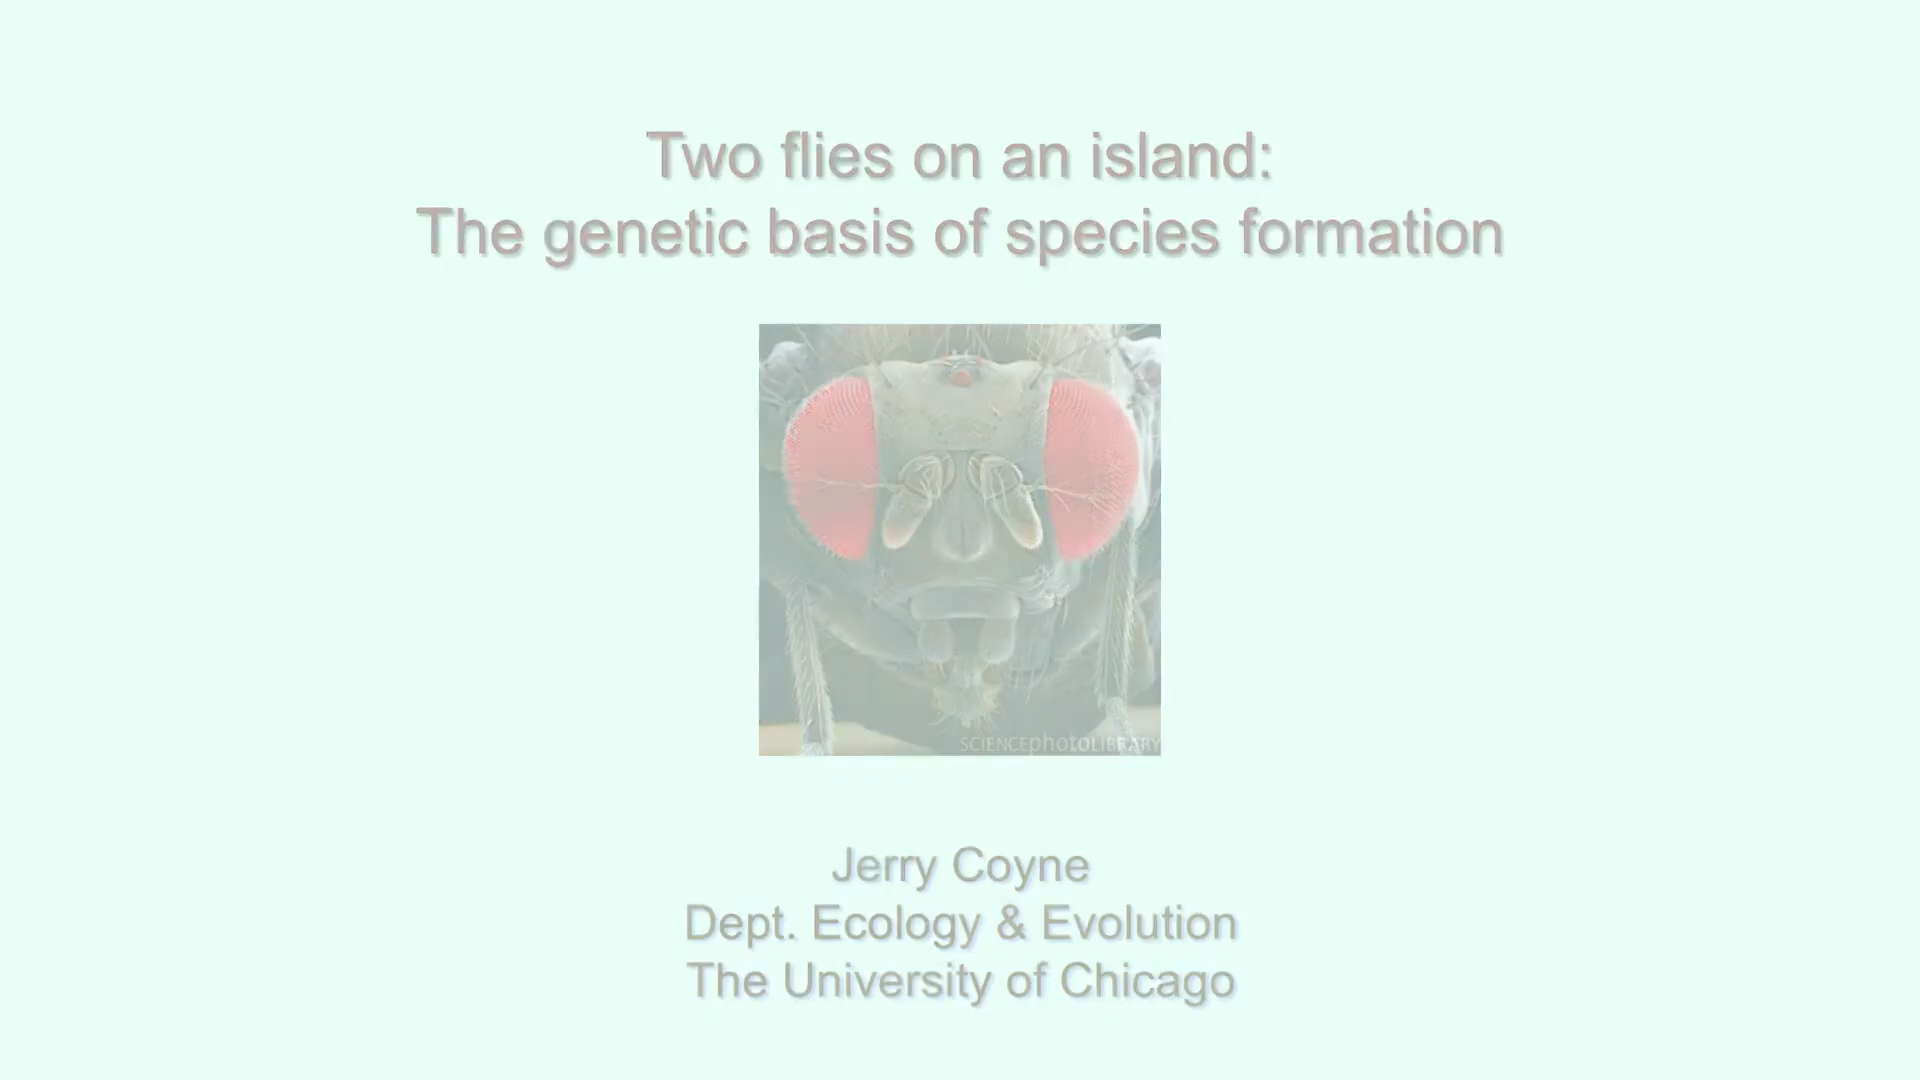 Two flies on an island:
The genetic basis of species formation
SCIENCEphotoLIBRARY
Jerry Coyne
Dept. Ecology & Evolution
The University of Chicago